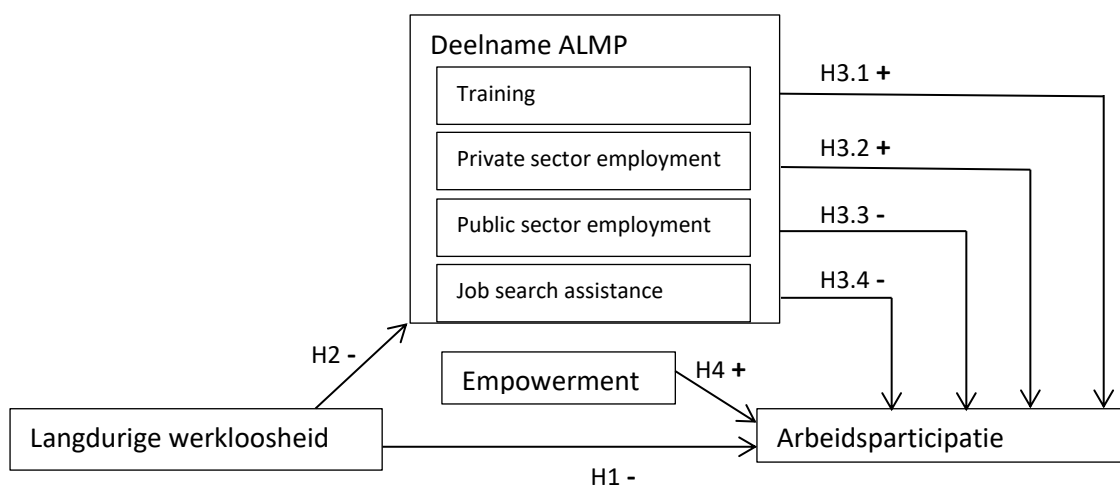 Deelname ALMP
H3.1 +
Training
Private sector employment
H3.2 +
Public sector employment
H3.3 -
Job search assistance
H3.4 -
H2 -
Empowerment
H4 +
Langdurige werkloosheid
Arbeidsparticipatie
H1 -